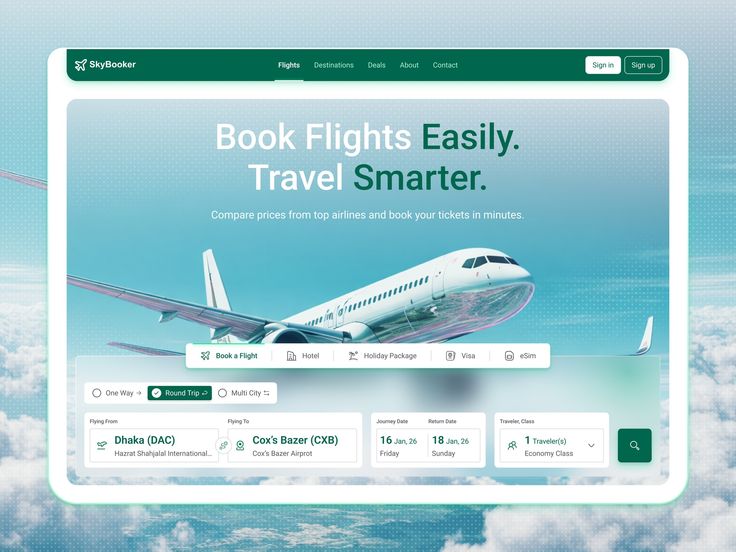 SkyBooker
Flights Destinations Deals About Contact
Sign in Sign up
Book Flights Easily.
Travel Smarter.
Compare prices from top airlines and book your tickets in minutes.
Book a Flight Hotel Holiday Package Visa eSim
One Way Round Trip Multi City
Flying From Flying To Journey Date Return Date Traveler, Class
Dhaka (DAC) Cox's Bazer (CXB) 16 Jan, 26 18 Jan, 26 1 Traveler(s)
Hazrat Shahjalal International... Cox's Bazer Airprot Friday Sunday Economy Class